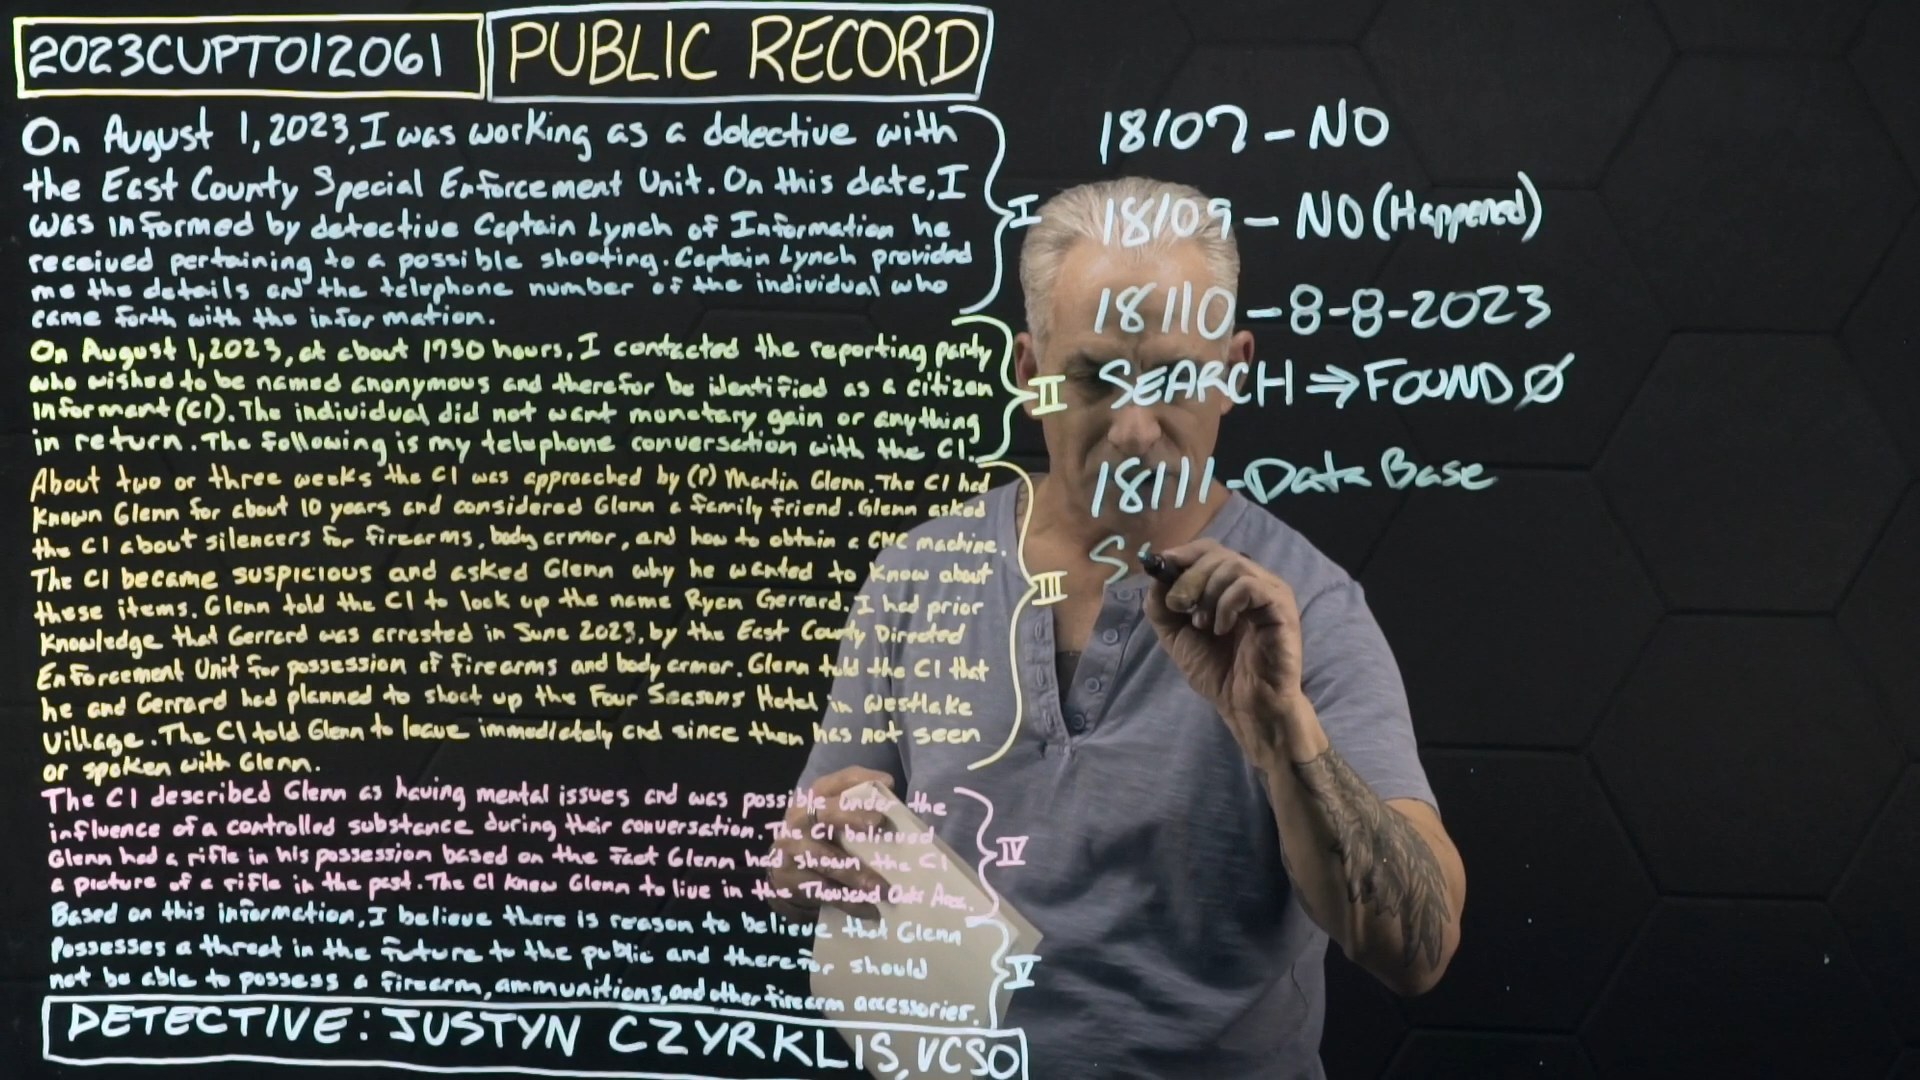 2023CUPT012061
PUBLIC RECORD
On August 1, 2023, I was working as a detective with
the East County Special Enforcement Unit. On this date, I
was informed by detective Captain Lynch of Information he
received pertaining to a possible shooting. Captain Lynch provided
me the details and the telephone number of the individual who
came forth with the information.
I
On August 1, 2023, at about 1730 hours, I contacted the reporting party
who wished to be named anonymous and therefor be identified as a citizen
Informant (CI). The individual did not want monetary gain or anything
in return. The following is my telephone conversation with the CI.
II
About two or three weeks the CI was approached by (P) Martin Glenn. The CI had
known Glenn for about 10 years and considered Glenn a family friend. Glenn asked
the CI about silencers for firearms, body armor, and how to obtain a CNC machine.
The CI became suspicious and asked Glenn why he wanted to know about
these items. Glenn told the CI to look up the name Ryan Gerrard. I had prior
knowledge that Gerrard was arrested in June 2023, by the East County Directed
Enforcement Unit for possession of firearms and body armor. Glenn told the CI that
he and Gerrard had planned to shoot up the Four Seasons Hotel in Westlake
Village. The CI told Glenn to leave immediately and since then has not seen
or spoken with Glenn.
III
The CI described Glenn as having mental issues and was possible under the
influence of a controlled substance during their conversation. The CI believed
Glenn had a rifle in his possession based on the fact Glenn had shown the CI
a picture of a rifle in the past. The CI knew Glenn to live in the Thousand Oaks Area.
IV
Based on this information, I believe there is reason to believe that Glenn
Possesses a threat in the future to the public and therefor should
not be able to possess a firearm, ammunitions, and other firearm accessories.
V
DETECTIVE: JUSTYN CZYRKLIS, VCSO
18107 - NO
18109 - NO (Happened)
18110 - 8-8-2023
SEARCH ⇒ FOUND Ø
18111 - Data Base